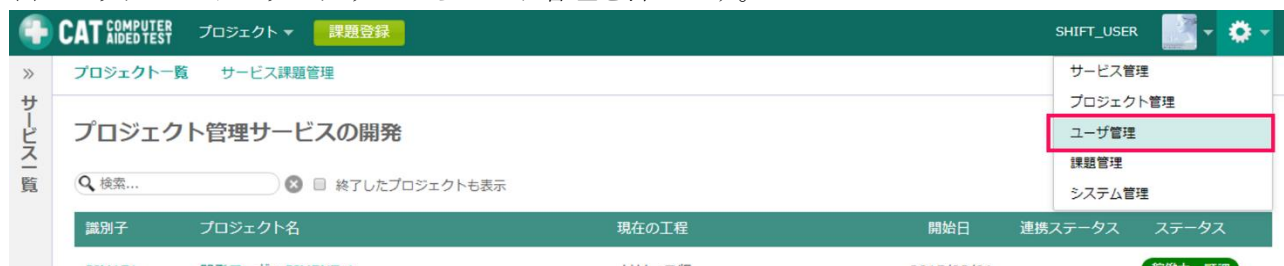 CAT COMPUTER AIDED TEST プロジェクト 課題登録 SHIFT_USER
プロジェクト一覧 サービス課題管理
サービス一覧
サービス管理
プロジェクト管理
ユーザ管理
課題管理
システム管理
プロジェクト管理サービスの開発
検索... 終了したプロジェクトも表示
識別子 プロジェクト名 現在の工程 開始日 連携ステータス ステータス